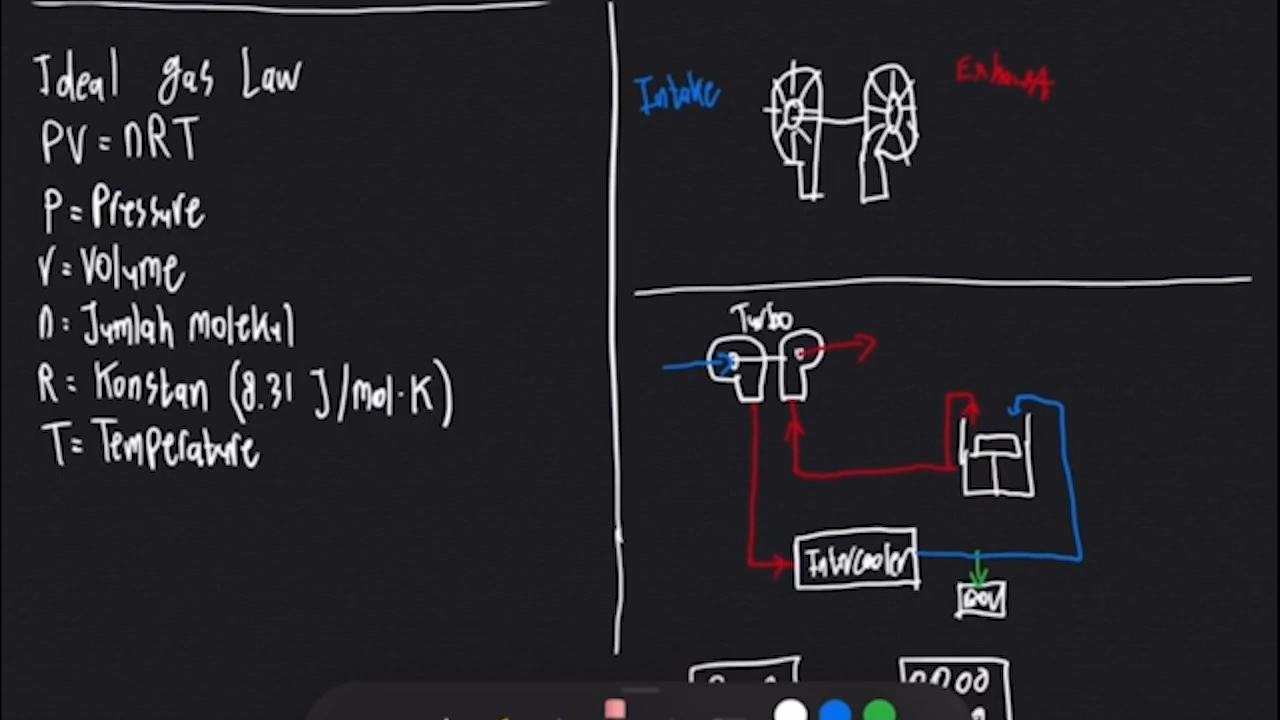 Ideal gas Law
PV = nRT
P = Pressure
V = Volume
n = Jumlah molekul
R = Konstan (8.31 J/mol·K)
T = Temperature
Intake
Exhaust
Turbo
Intercooler
BOV